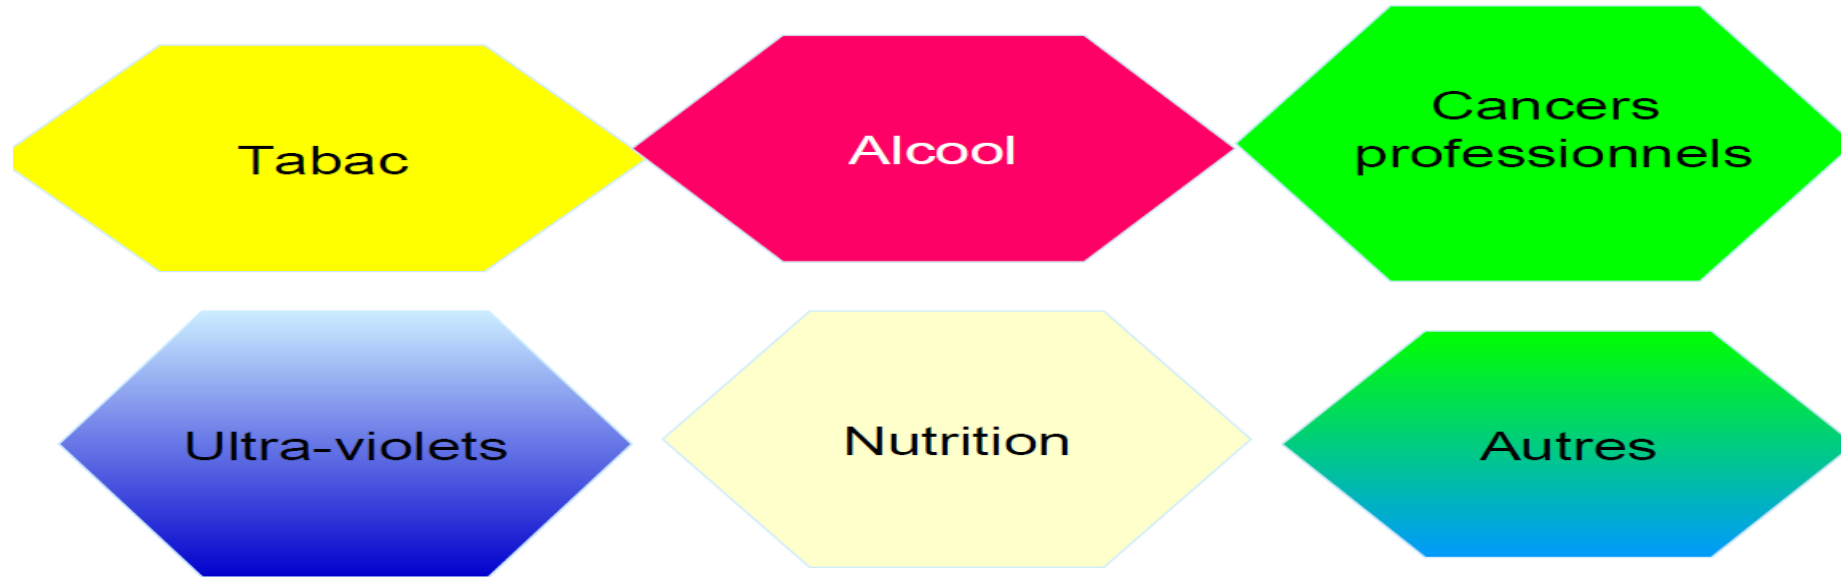 Tabac
Alcool
Cancers
professionnels
Ultra-violets
Nutrition
Autres